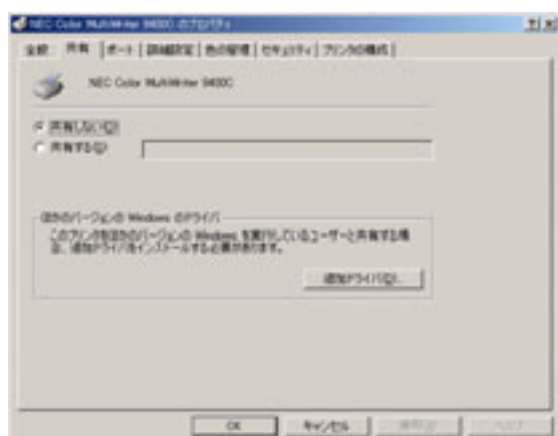 NEC Color MultiWriter 9400C のプロパティ
全般 共有 ポート 詳細設定 色の管理 セキュリティ プリンタの構成
NEC Color MultiWriter 9400C
共有しない(O)
共有する(S)
ほかのバージョンの Windows のドライバ
このプリンタをほかのバージョンの Windows を実行しているユーザーと共有する場
合、追加ドライバをインストールする必要があります。
追加ドライバ(D)...
OK キャンセル 適用(A) ヘルプ